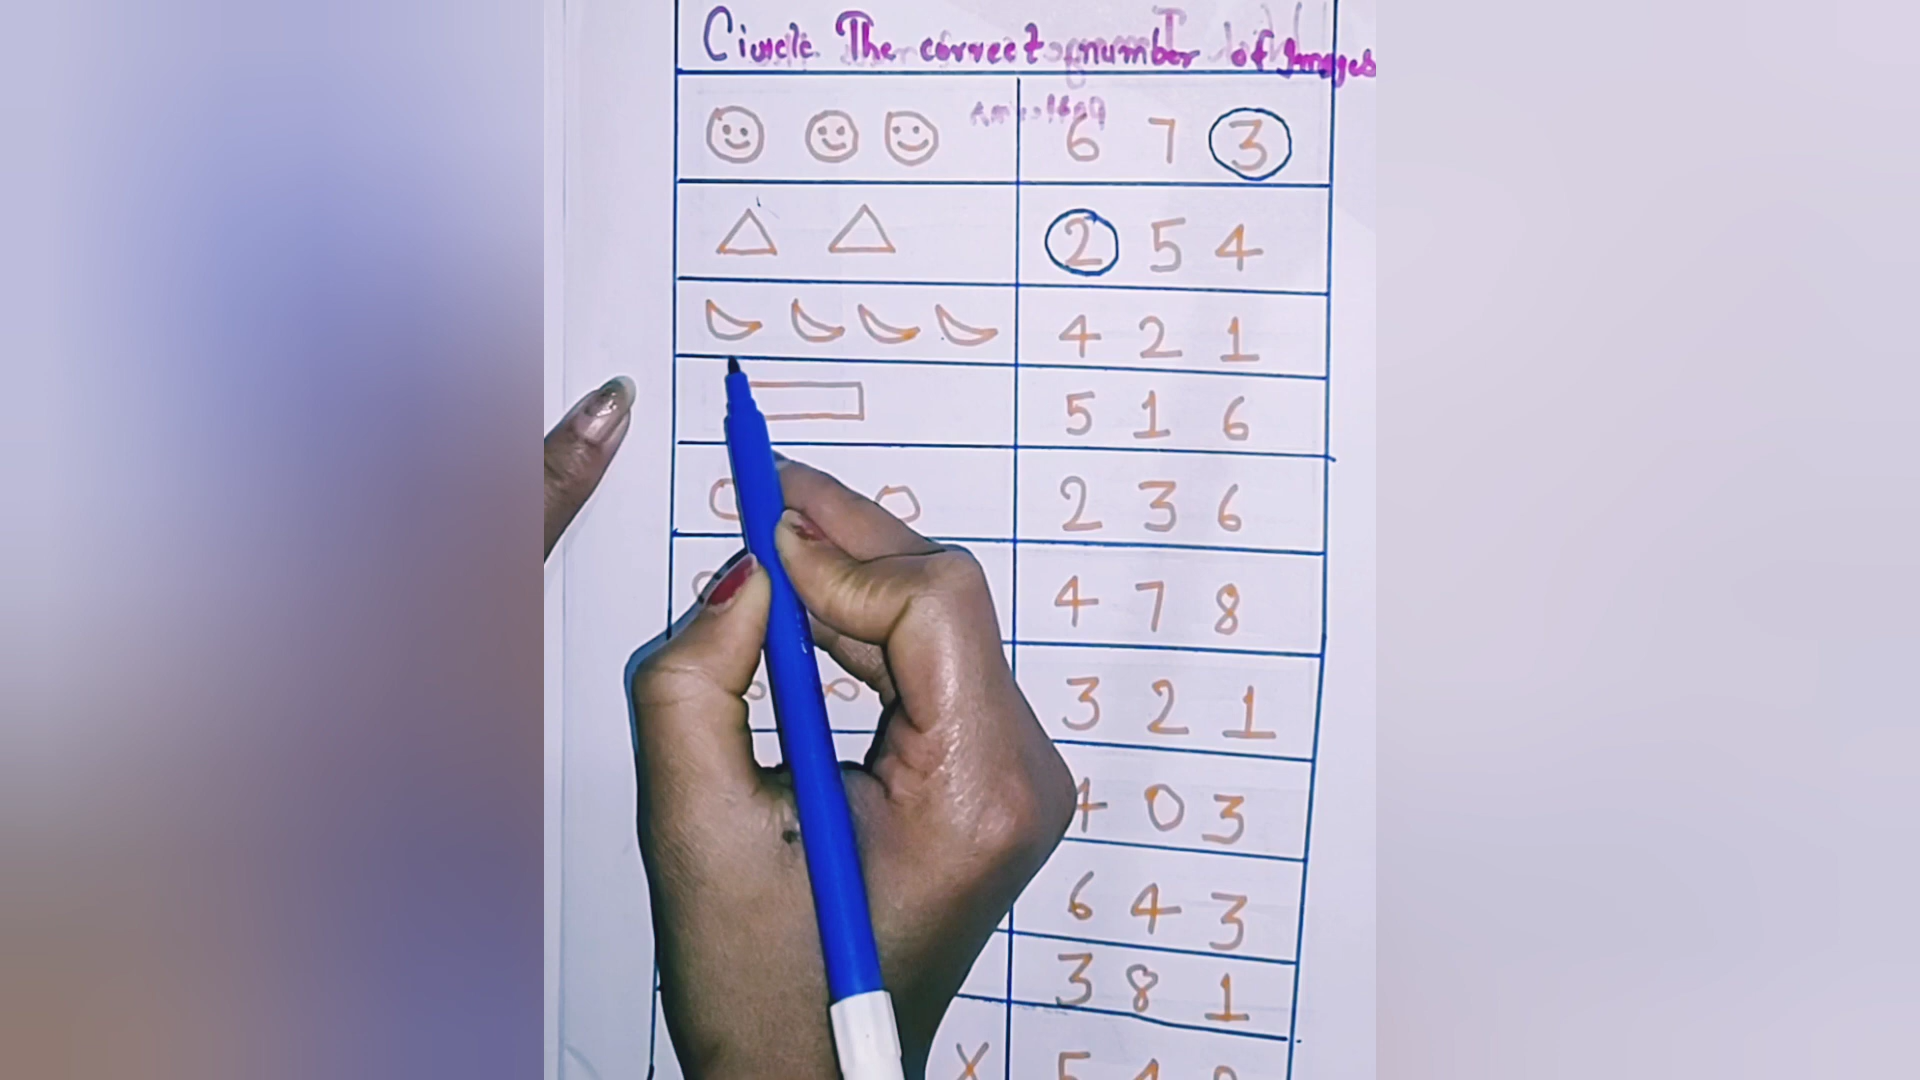 Circle The correct number of Images
6 7 3
2 5 4
4 2 1
5 1 6
2 3 6
4 7 8
3 2 1
4 0 3
6 4 3
3 8 1